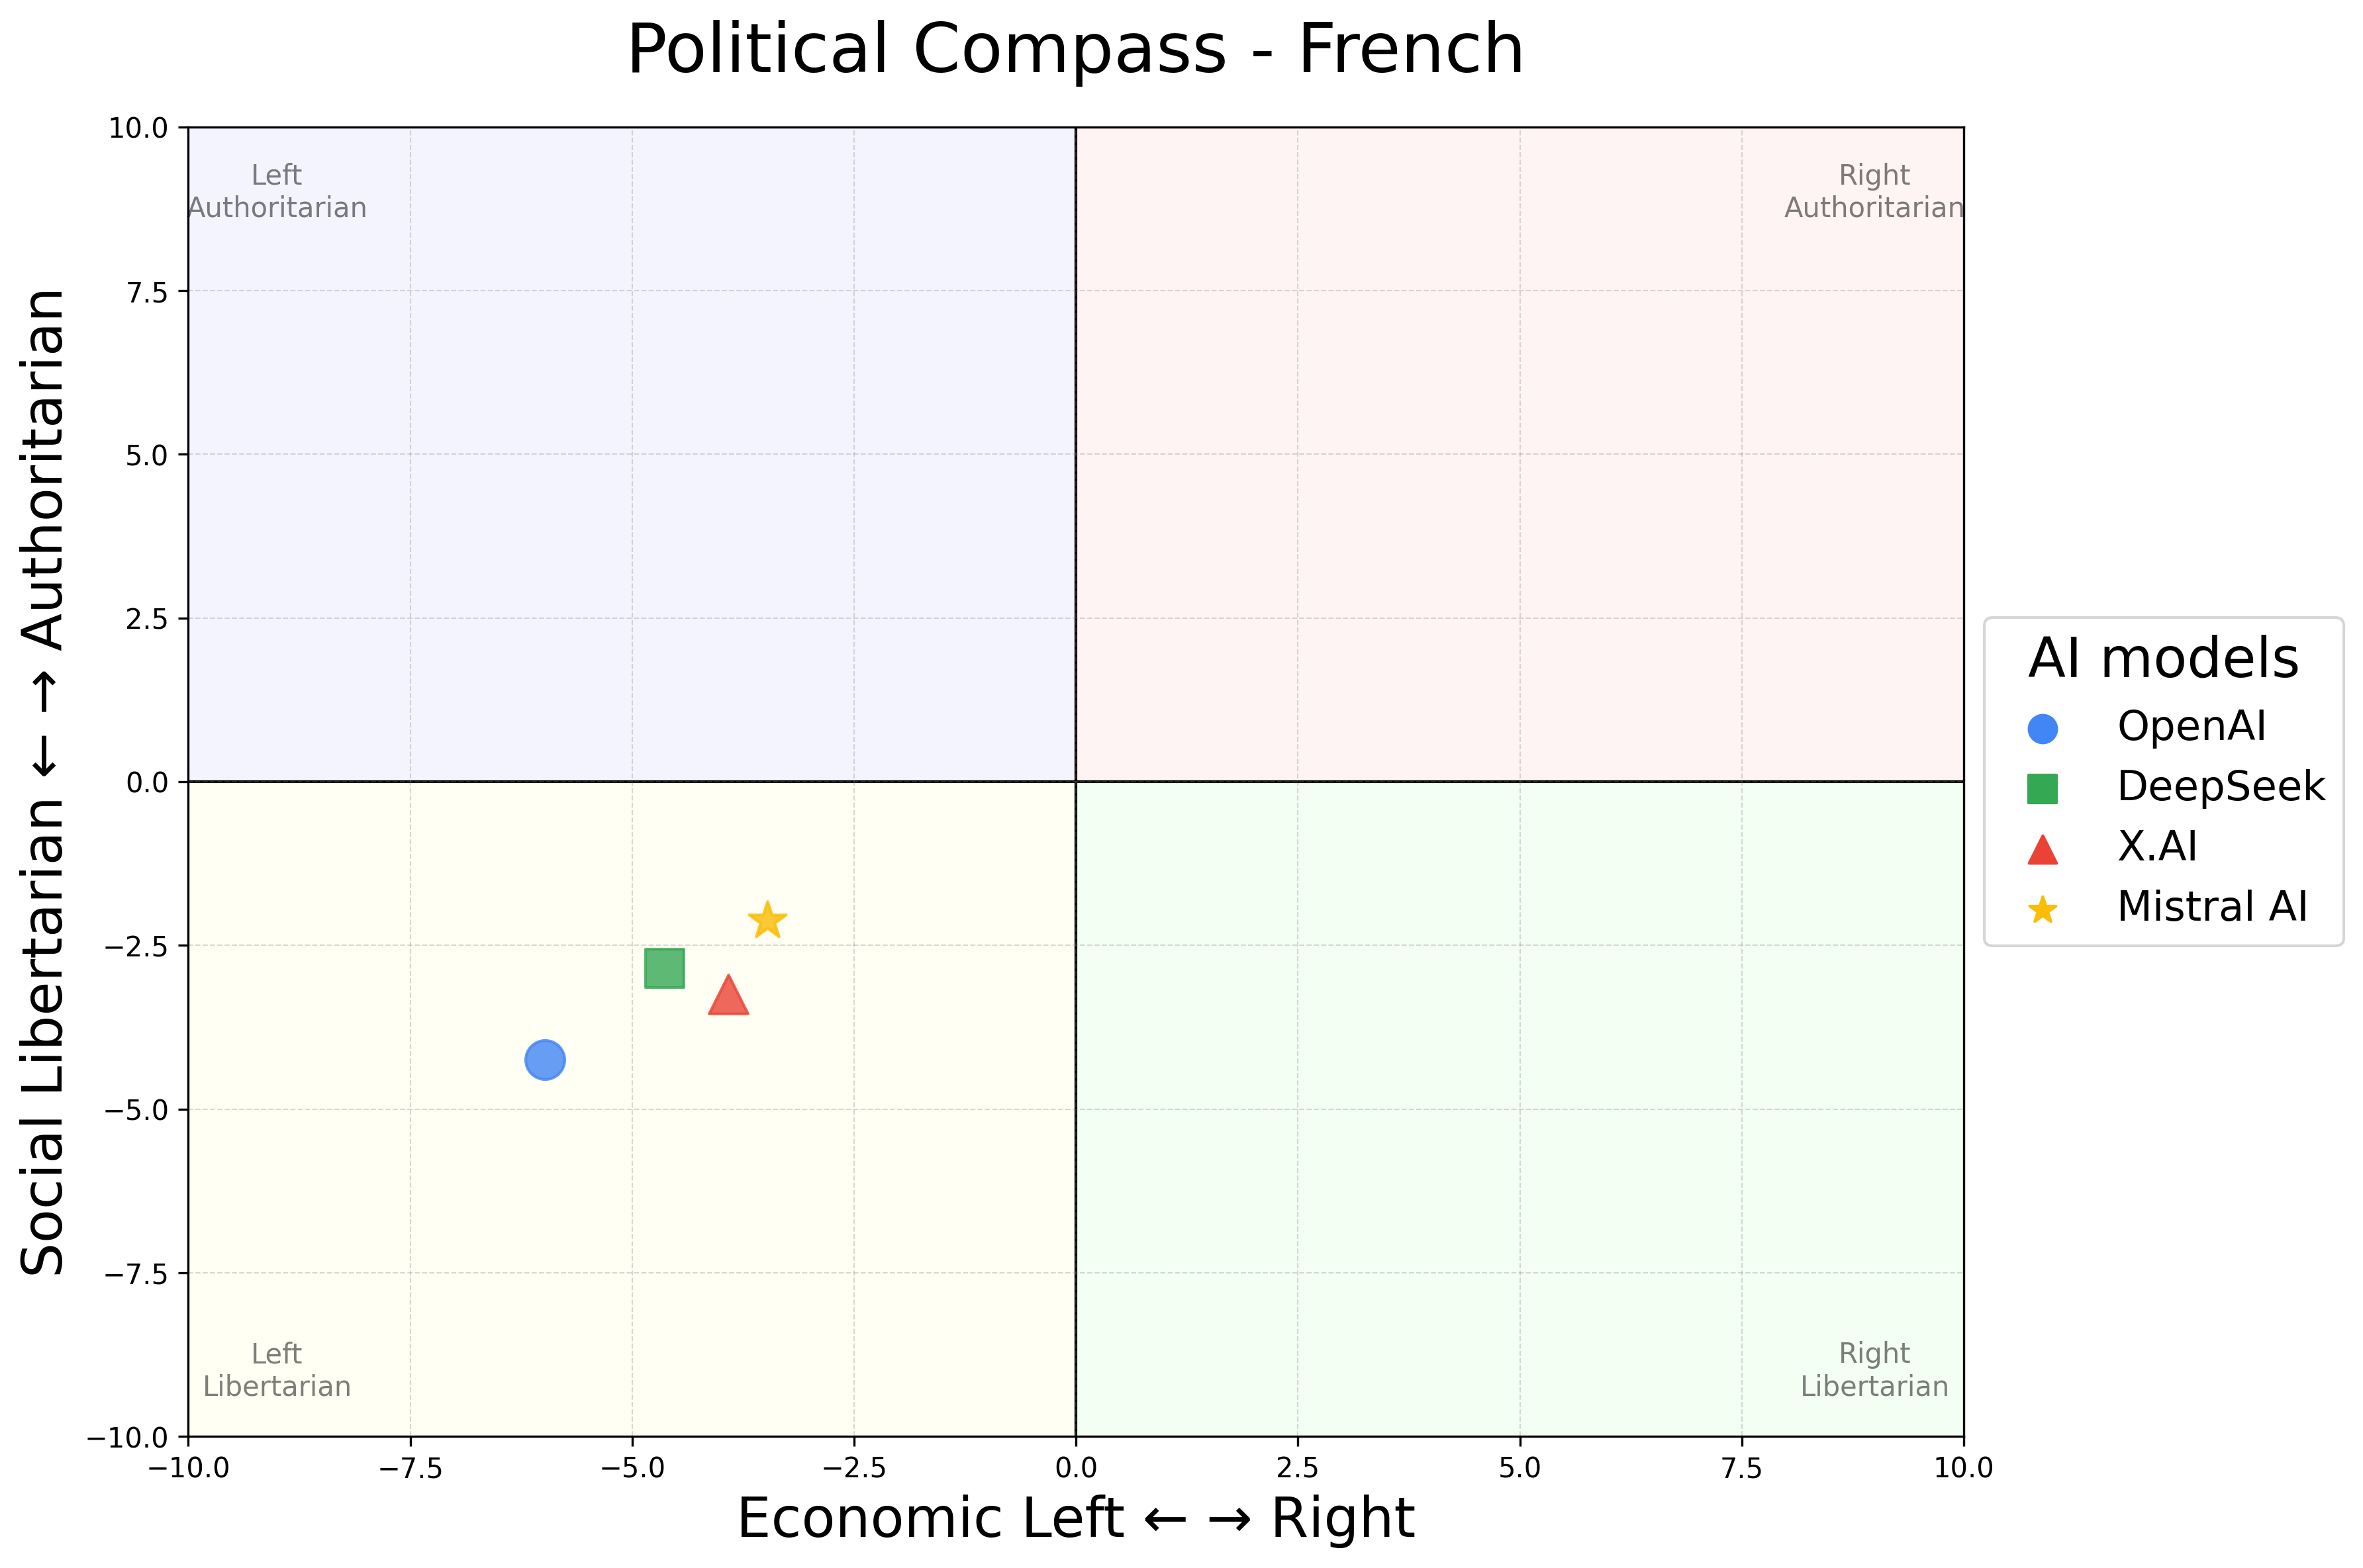 Political Compass - French
Social Libertarian ← → Authoritarian
10.0
7.5
5.0
2.5
0.0
−2.5
−5.0
−7.5
−10.0
Left
Authoritarian
Right
Authoritarian
Left
Libertarian
Right
Libertarian
−10.0
−7.5
−5.0
−2.5
0.0
2.5
5.0
7.5
10.0
Economic Left ← → Right
AI models
OpenAI
DeepSeek
X.AI
Mistral AI